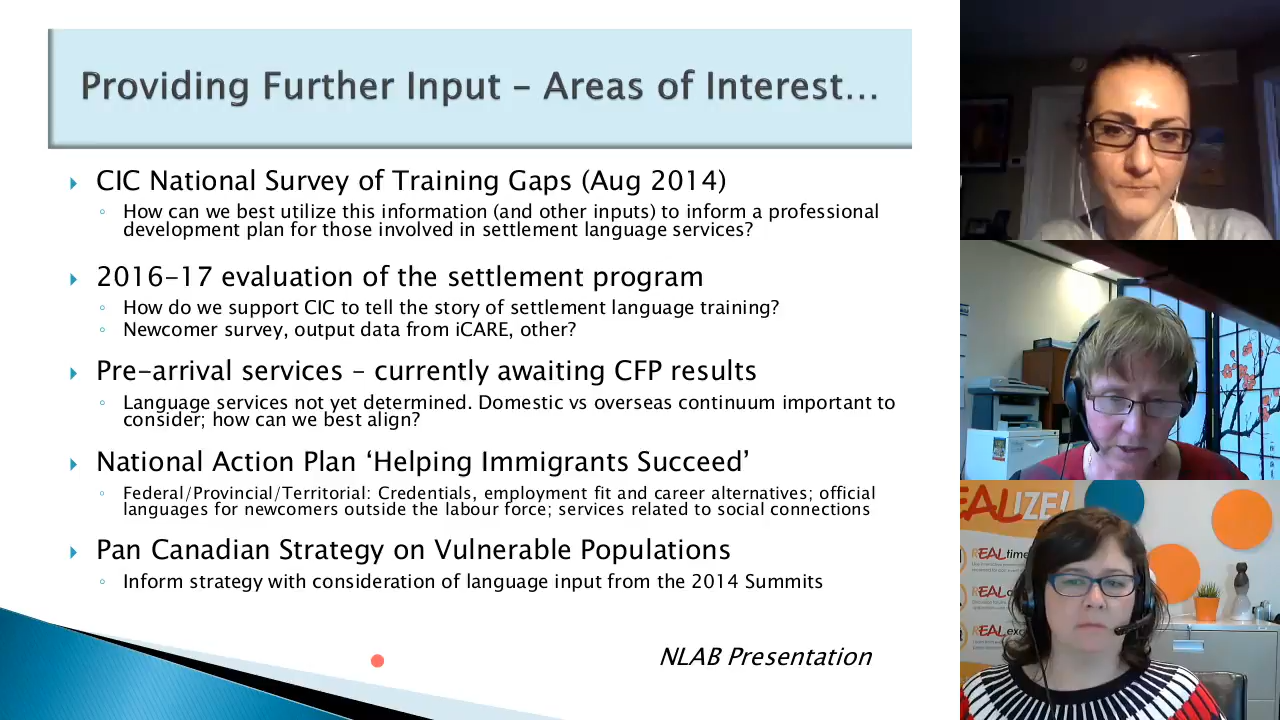 Providing Further Input – Areas of Interest...
CIC National Survey of Training Gaps (Aug 2014)
How can we best utilize this information (and other inputs) to inform a professional
development plan for those involved in settlement language services?
2016-17 evaluation of the settlement program
How do we support CIC to tell the story of settlement language training?
Newcomer survey, output data from iCARE, other?
Pre-arrival services – currently awaiting CFP results
Language services not yet determined. Domestic vs overseas continuum important to
consider; how can we best align?
National Action Plan ‘Helping Immigrants Succeed’
Federal/Provincial/Territorial: Credentials, employment fit and career alternatives; official
languages for newcomers outside the labour force; services related to social connections
Pan Canadian Strategy on Vulnerable Populations
Inform strategy with consideration of language input from the 2014 Summits
NLAB Presentation
EALIZE!
REALtime
REAL
REAL